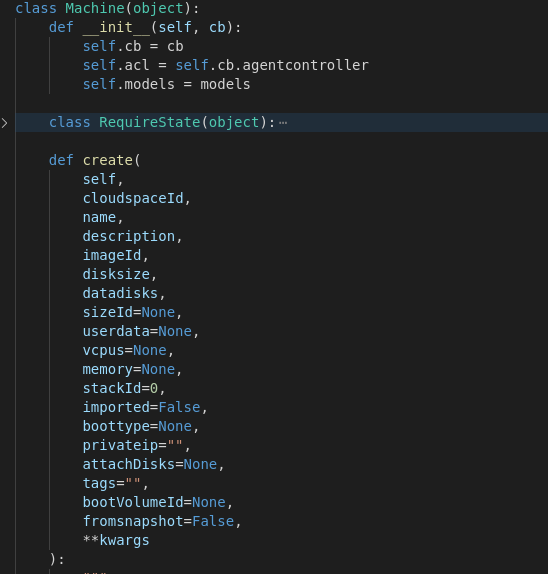 class Machine(object):
    def __init__(self, cb):
        self.cb = cb
        self.acl = self.cb.agentcontroller
        self.models = models
    class RequireState(object):⋯
    def create(
        self,
        cloudspaceId,
        name,
        description,
        imageId,
        disksize,
        datadisks,
        sizeId=None,
        userdata=None,
        vcpus=None,
        memory=None,
        stackId=0,
        imported=False,
        boottype=None,
        privateip="",
        attachDisks=None,
        tags="",
        bootVolumeId=None,
        fromsnapshot=False,
        **kwargs
    ):
        """